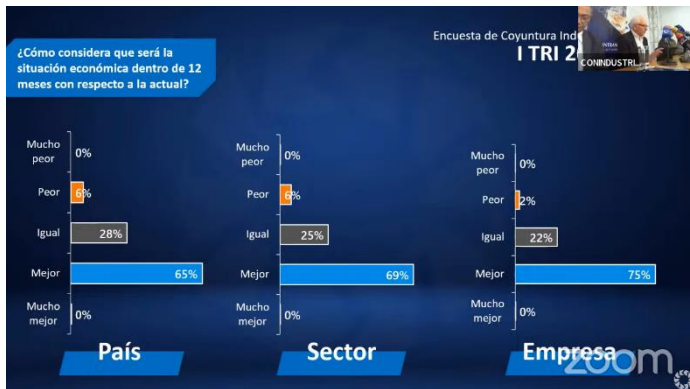 ¿Cómo considera que será la
situación económica dentro de 12
meses con respecto a la actual?
Encuesta de Coyuntura
I TRI
CONINDUSTRI...
Mucho
peor
0%
Peor
6%
Igual
28%
Mejor
65%
Mucho
mejor
0%
País
Mucho
peor
0%
Peor
6%
Igual
25%
Mejor
69%
Mucho
mejor
0%
Sector
Mucho
peor
0%
Peor
2%
Igual
22%
Mejor
75%
Mucho
mejor
0%
Empresa
zoom